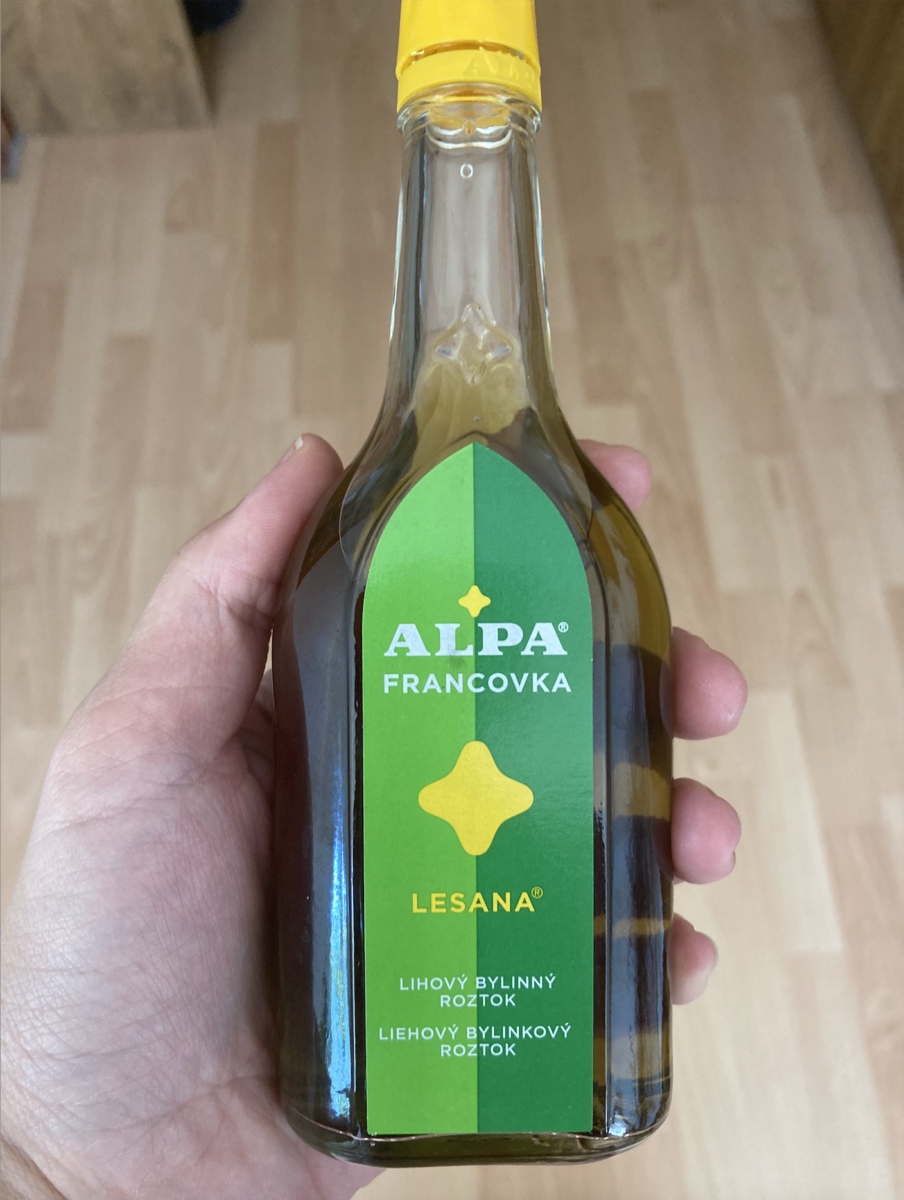 ALPA®
FRANCOVKA
LESANA®
LIHOVÝ BYLINNÝ
ROZTOK
LIEHOVÝ BYLINKOVÝ
ROZTOK